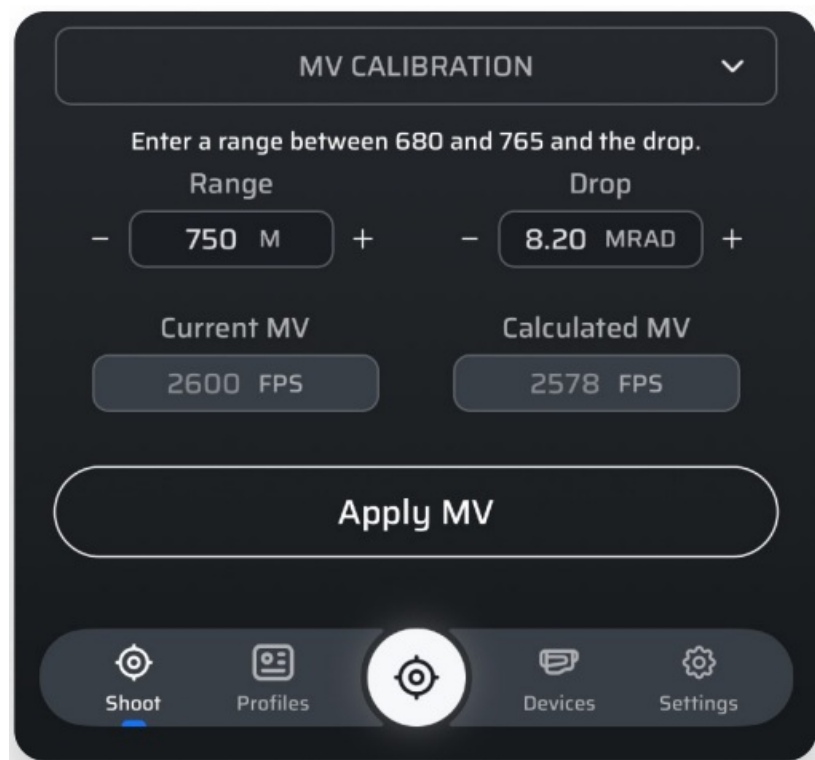 MV CALIBRATION
Enter a range between 680 and 765 and the drop.
Range Drop
- 750 M + - 8.20 MRAD +
Current MV Calculated MV
2600 FPS 2578 FPS
Apply MV
Shoot Profiles Devices Settings